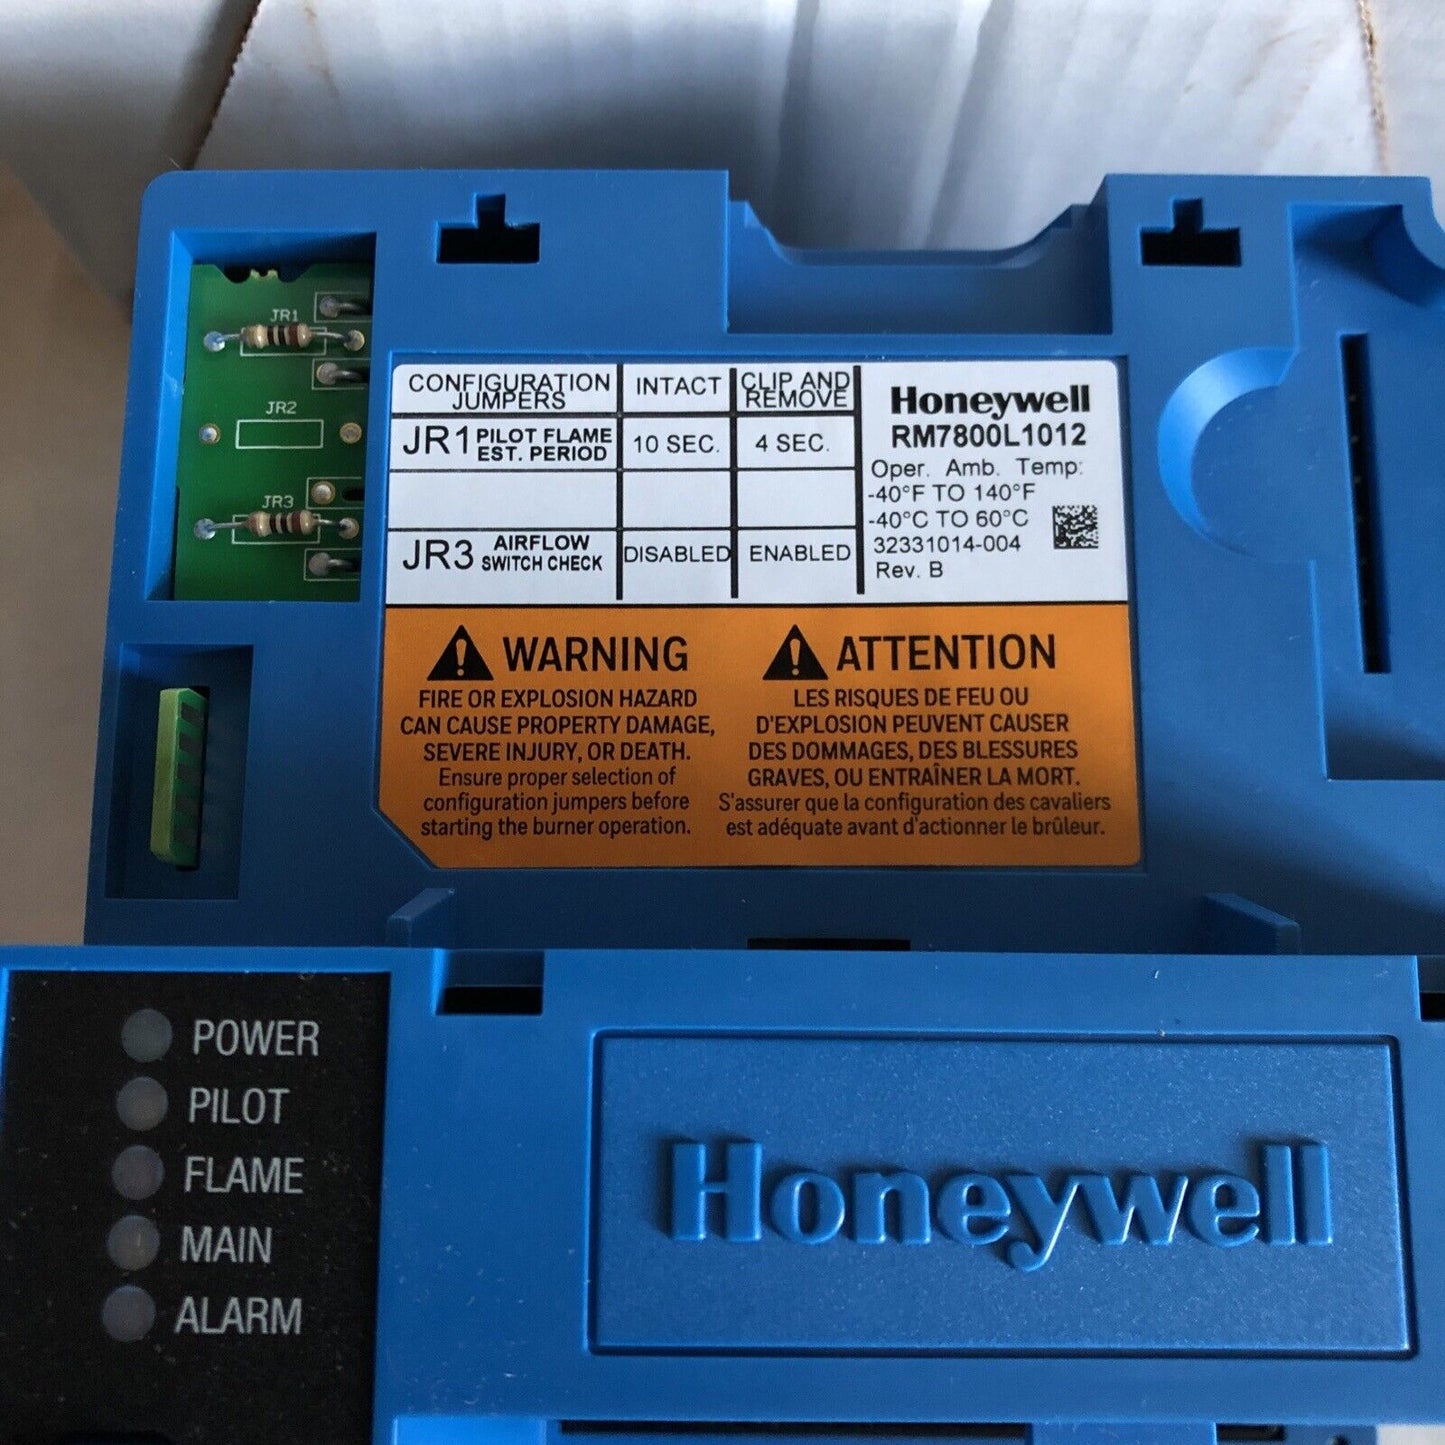 JR1
JR2
JR3
CONFIGURATION JUMPERS
INTACT
CLIP AND REMOVE
JR1 PILOT FLAME EST. PERIOD
10 SEC.
4 SEC.
JR3 AIRFLOW SWITCH CHECK
DISABLED
ENABLED
Honeywell
RM7800L1012
Oper. Amb. Temp:
-40°F TO 140°F
-40°C TO 60°C
32331014-004
Rev. B
WARNING
FIRE OR EXPLOSION HAZARD
CAN CAUSE PROPERTY DAMAGE,
SEVERE INJURY, OR DEATH.
Ensure proper selection of
configuration jumpers before
starting the burner operation.
ATTENTION
LES RISQUES DE FEU OU
D'EXPLOSION PEUVENT CAUSER
DES DOMMAGES, DES BLESSURES
GRAVES, OU ENTRAÎNER LA MORT.
S'assurer que la configuration des cavaliers
est adéquate avant d'actionner le brûleur.
POWER
PILOT
FLAME
MAIN
ALARM
Honeywell